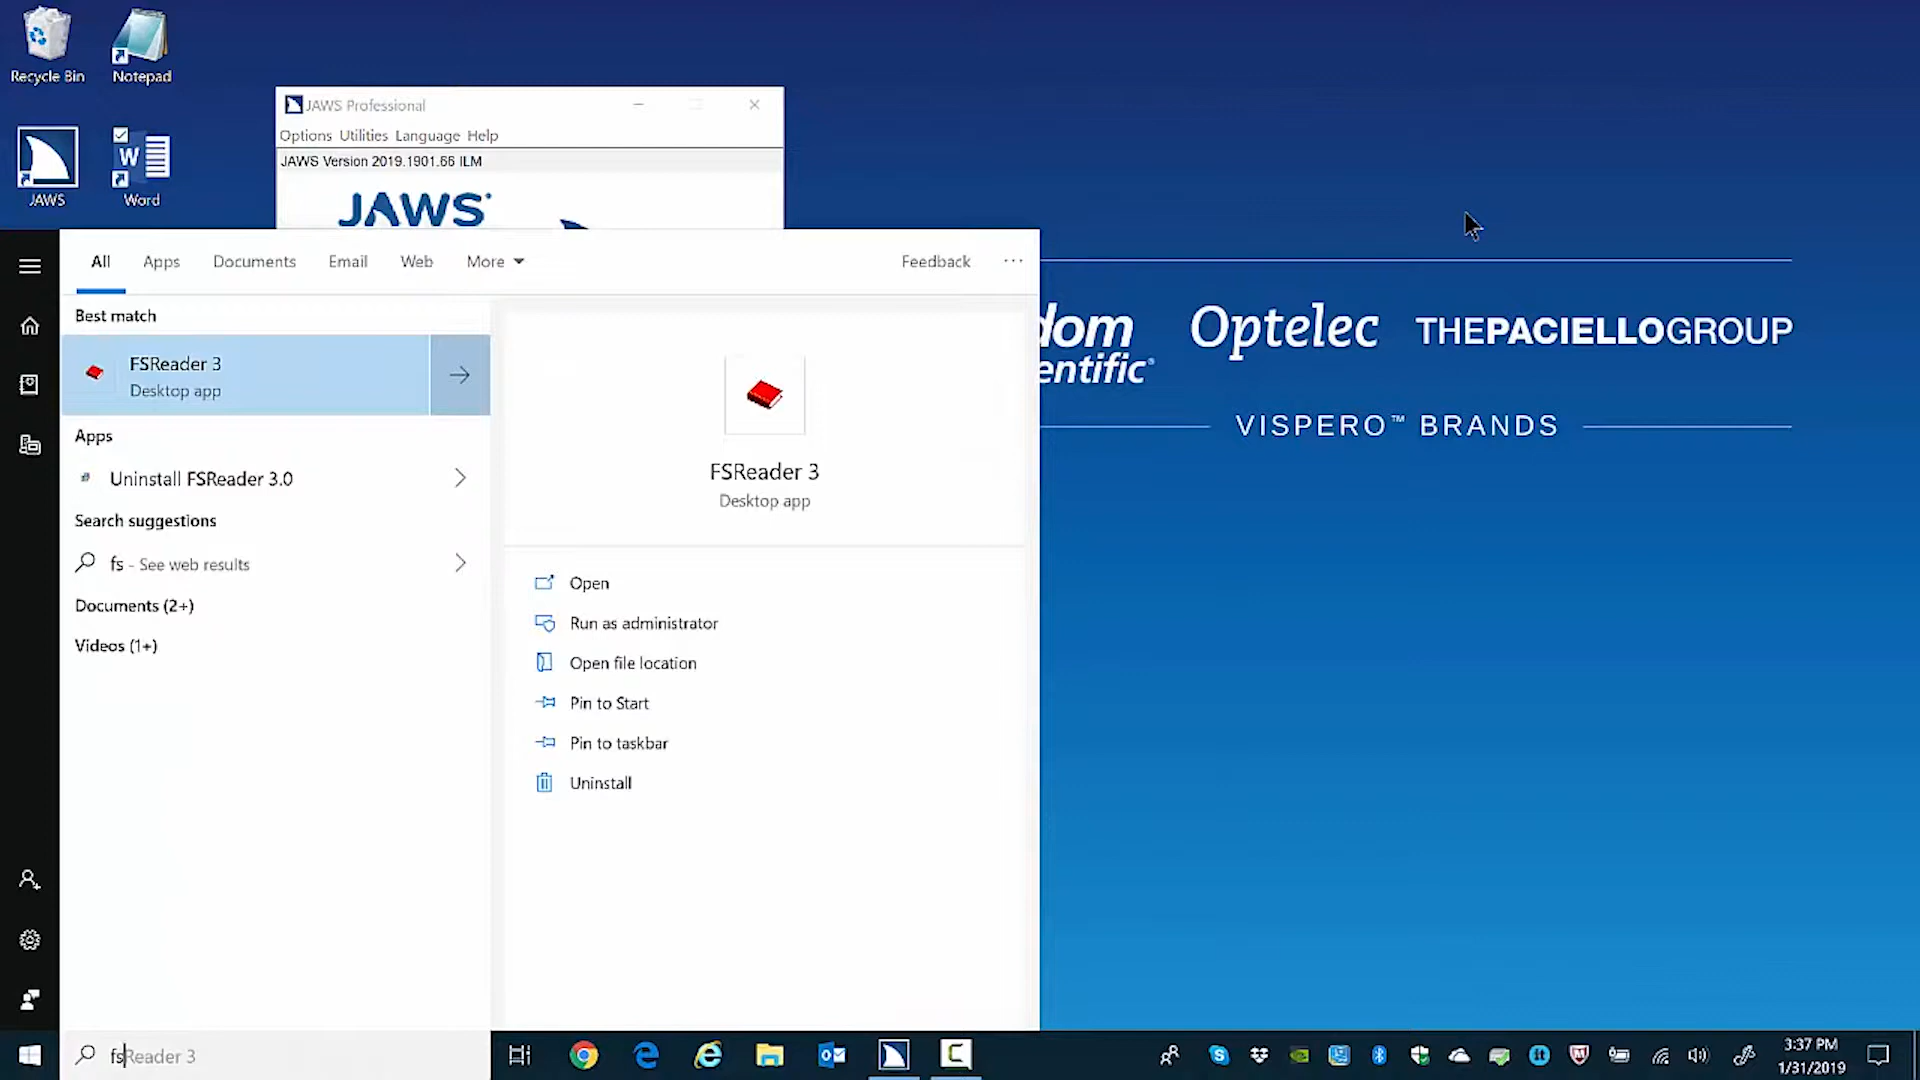 Recycle Bin
Notepad
JAWS
Word
JAWS Professional
Options Utilities Language Help
JAWS Version 2019.1901.66 ILM
JAWS
All Apps Documents Email Web More Feedback
Best match
FSReader 3
Desktop app
Apps
Uninstall FSReader 3.0
Search suggestions
fs - See web results
Documents (2+)
Videos (1+)
FSReader 3
Desktop app
Open
Run as administrator
Open file location
Pin to Start
Pin to taskbar
Uninstall
dom
entific®
Optelec
THEPACIELLOGROUP
VISPERO™ BRANDS
fsReader 3
3:37 PM
1/31/2019